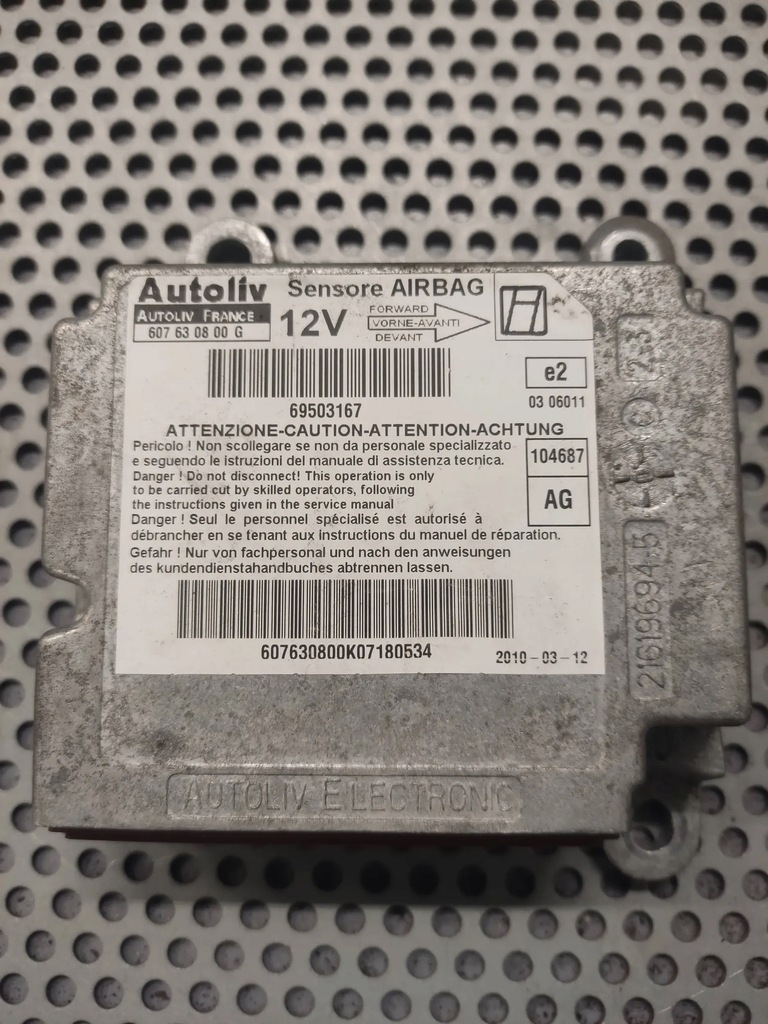 Autoliv Sensore AIRBAG
AUTOLIV FRANCE
607 63 08 00 G
12V
FORWARD
VORNE-AVANTI
DEVANT
H
69503167
e2
03 06011
ATTENZIONE-CAUTION-ATTENTION-ACHTUNG
Pericolo ! Non scollegare se non da personale specializzato
e seguendo le istruzioni del manuale di assistenza tecnica.
Danger ! Do not disconnect! This operation is only
to be carried cut by skilled operators, following
the instructions given in the service manual
Danger ! Seul le personnel spécialisé est autorisé à
débrancher en se tenant aux instructions du manuel de réparation.
Gefahr ! Nur von fachpersonal und nach den anweisungen
des kundendienstahandbuches abtrennen lassen.
104687
AG
607630800K07180534
2010-03-12
23
21619694.5
AUTOLIV ELECTRONIC